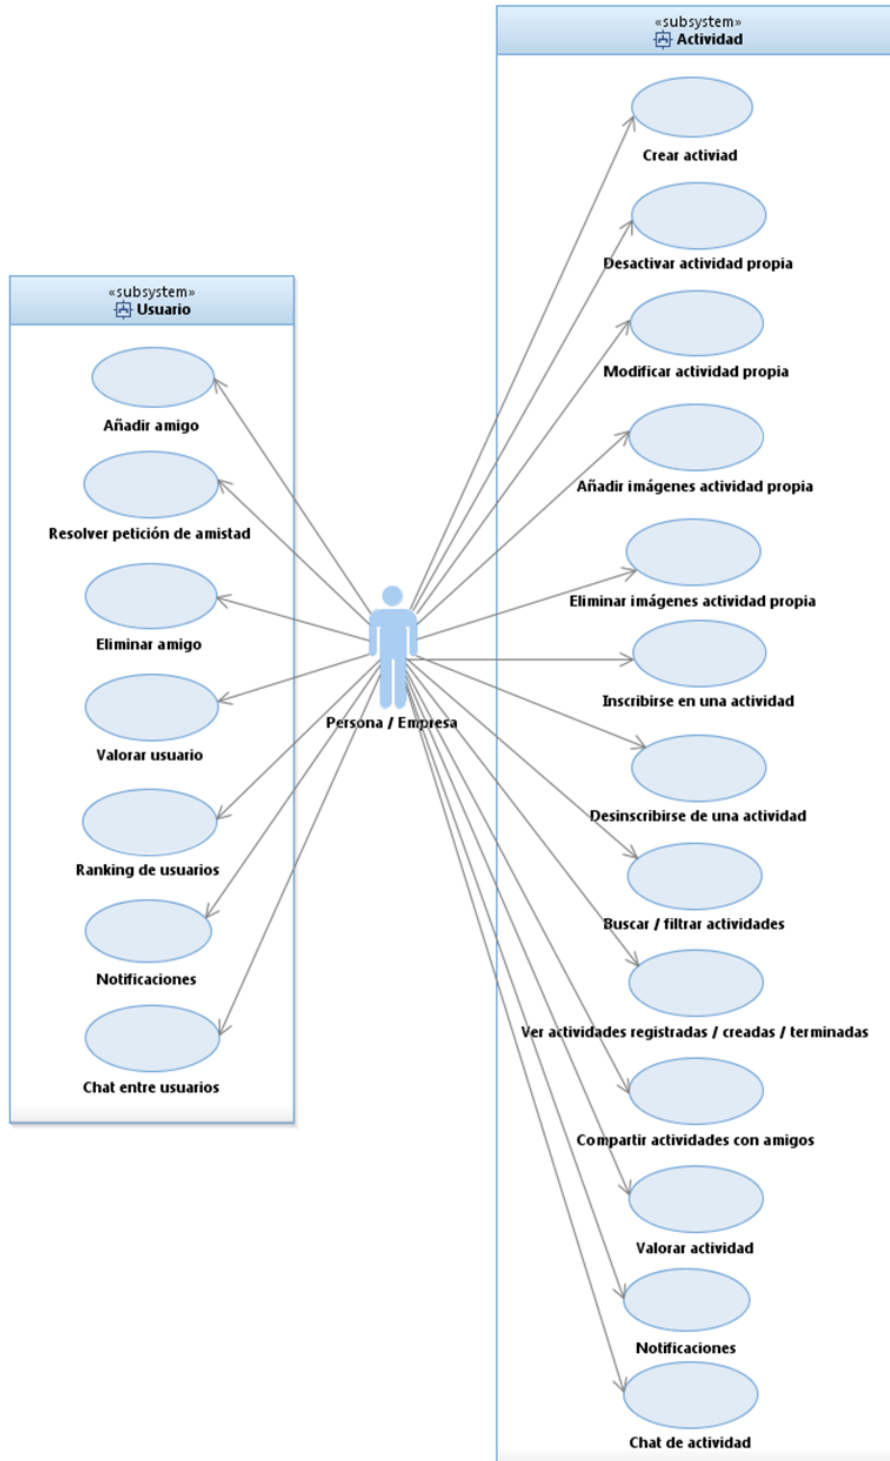 «subsystem»
Actividad
Crear activiad
Desactivar actividad propia
Modificar actividad propia
Añadir imágenes actividad propia
Eliminar imágenes actividad propia
Inscribirse en una actividad
Desinscribirse de una actividad
Buscar / filtrar actividades
Ver actividades registradas / creadas / terminadas
Compartir actividades con amigos
Valorar actividad
Notificaciones
Chat de actividad
«subsystem»
Usuario
Añadir amigo
Resolver petición de amistad
Eliminar amigo
Valorar usuario
Ranking de usuarios
Notificaciones
Chat entre usuarios
Persona / Empresa